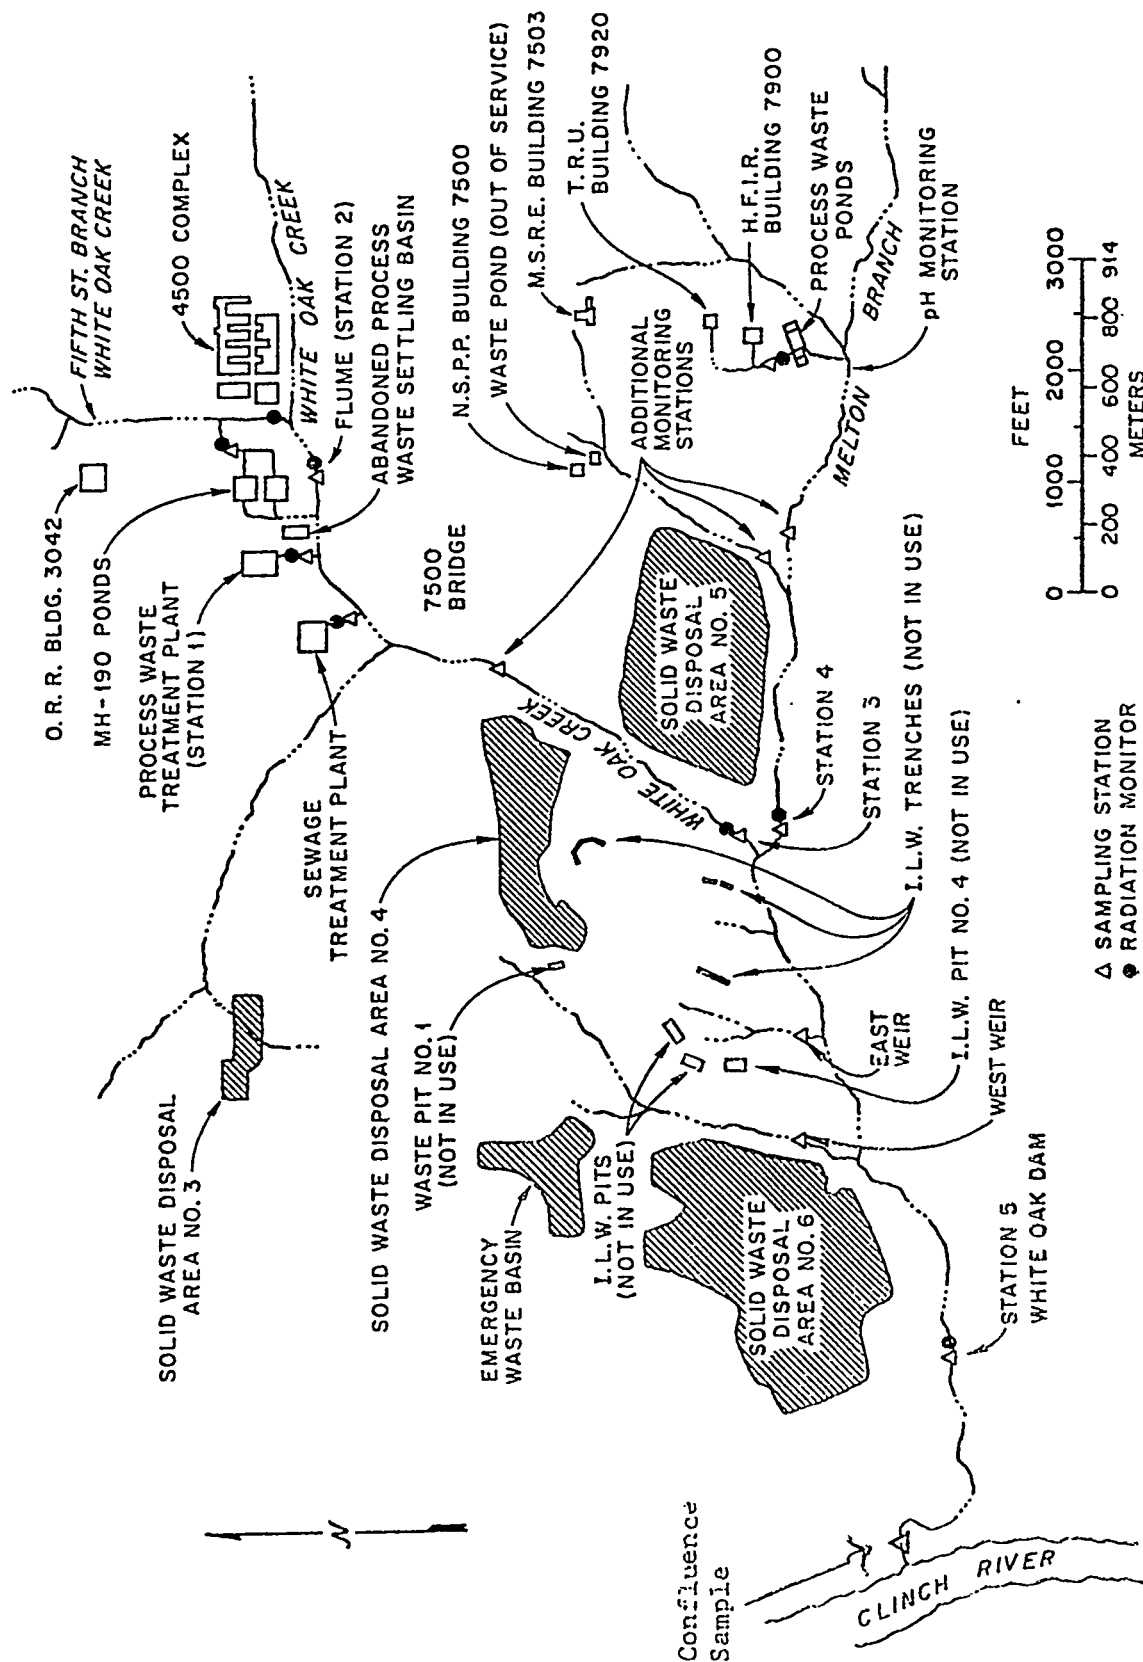 FIFTH ST. BRANCH
WHITE OAK CREEK
4500 COMPLEX
WHITE OAK CREEK
FLUME (STATION 2)
ABANDONED PROCESS
WASTE SETTLING BASIN
N.S.P.P. BUILDING 7500
WASTE POND (OUT OF SERVICE)
M.S.R.E. BUILDING 7503
T.R.U.
BUILDING 7920
H.F.I.R.
BUILDING 7900
PROCESS WASTE
PONDS
pH MONITORING
STATION
MELTON BRANCH
ADDITIONAL
MONITORING
STATIONS
O.R.R. BLDG. 3042
MH-190 PONDS
PROCESS WASTE
TREATMENT PLANT
(STATION 1)
SEWAGE
TREATMENT PLANT
7500
BRIDGE
WHITE OAK CREEK
SOLID WASTE
DISPOSAL
AREA NO. 5
STATION 4
STATION 3
I.L.W. TRENCHES (NOT IN USE)
I.L.W. PIT NO. 4 (NOT IN USE)
EAST
WEIR
WEST WEIR
STATION 5
WHITE OAK DAM
SOLID WASTE DISPOSAL
AREA NO. 3
SOLID WASTE DISPOSAL AREA NO. 4
WASTE PIT NO. 1
(NOT IN USE)
EMERGENCY
WASTE BASIN
I.L.W. PITS
(NOT IN USE)
SOLID WASTE
DISPOSAL
AREA NO. 6
N
Confluence
Sample
CLINCH RIVER
FEET
0 1000 2000 3000
0 200 400 600 800 914
METERS
△ SAMPLING STATION
● RADIATION MONITOR